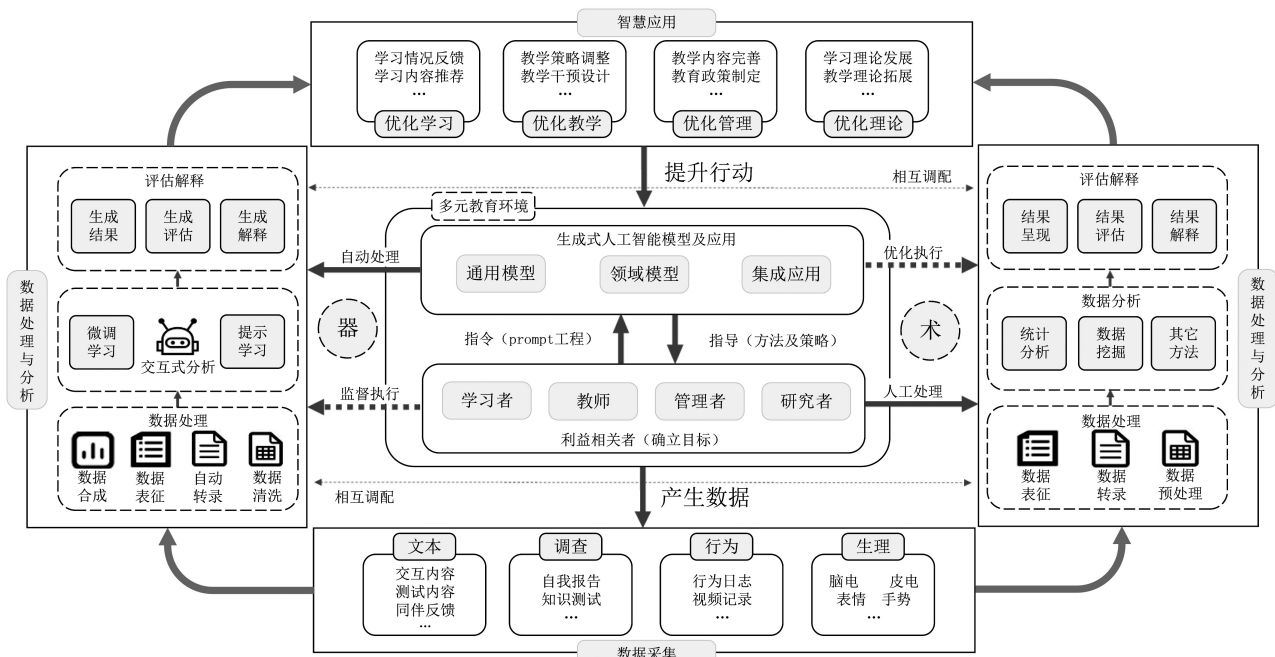 智慧应用
学习情况反馈
学习内容推荐
…
优化学习
教学策略调整
教学干预设计
…
优化教学
教学内容完善
教育政策制定
…
优化管理
学习理论发展
教学理论拓展
…
优化理论
提升行动
相互调配
数据处理与分析
评估解释
生成
结果
生成
评估
生成
解释
微调
学习
交互式分析
提示
学习
数据处理
数据
合成
数据
表征
自动
转录
数据
清洗
自动处理
器
监督执行
多元教育环境
生成式人工智能模型及应用
通用模型
领域模型
集成应用
指令（prompt工程）
指导（方法及策略）
学习者
教师
管理者
研究者
利益相关者（确立目标）
优化执行
术
人工处理
评估解释
结果
呈现
结果
评估
结果
解释
数据分析
统计
分析
数据
挖掘
其它
方法
数据处理
数据
表征
数据
转录
数据
预处理
数据处理与分析
相互调配
产生数据
文本
交互内容
测试内容
同伴反馈
…
调查
自我报告
知识测试
…
行为
行为日志
视频记录
…
生理
脑电 皮电
表情 手势
…
数据采集